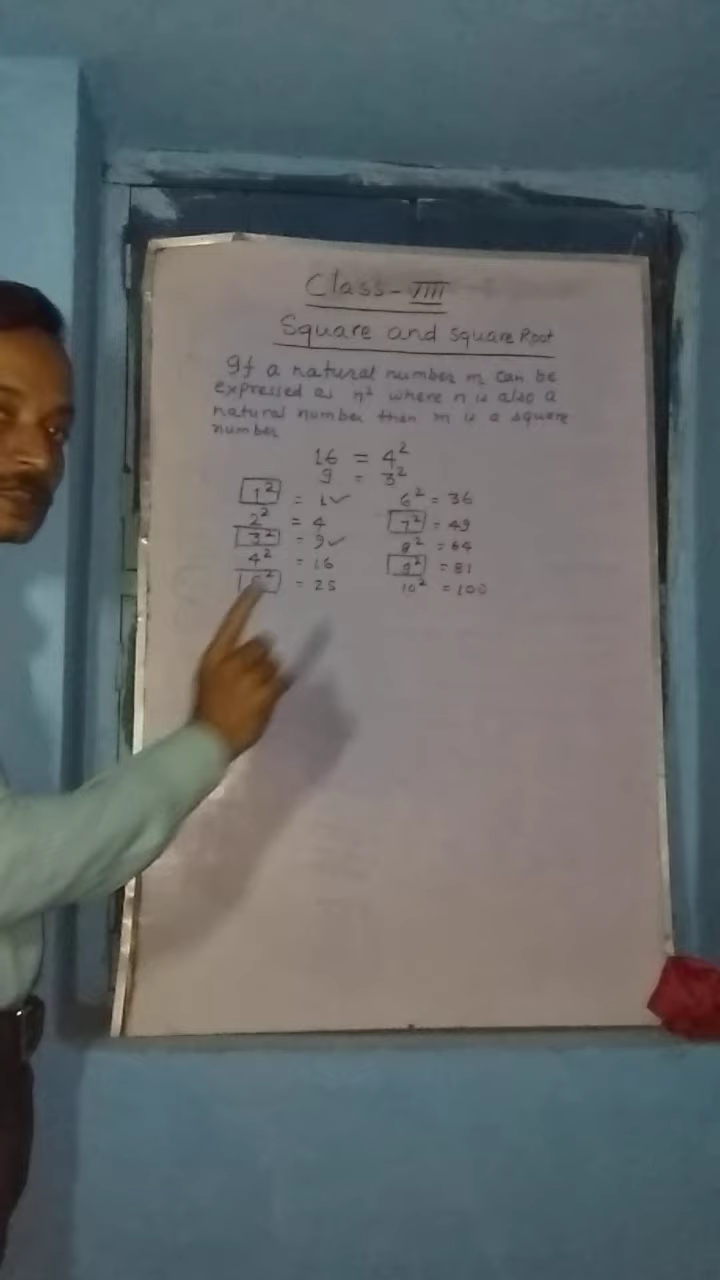 Class - VIII
Square and Square Root
If a natural number m can be
expressed as n² where n is also a
natural number then m is a square
number
16 = 4²
9 = 3²
1² = 1 ✓ 6² = 36
2² = 4 7² = 49
3² = 9 ✓ 8² = 64
4² = 16 9² = 81
5² = 25 10² = 100